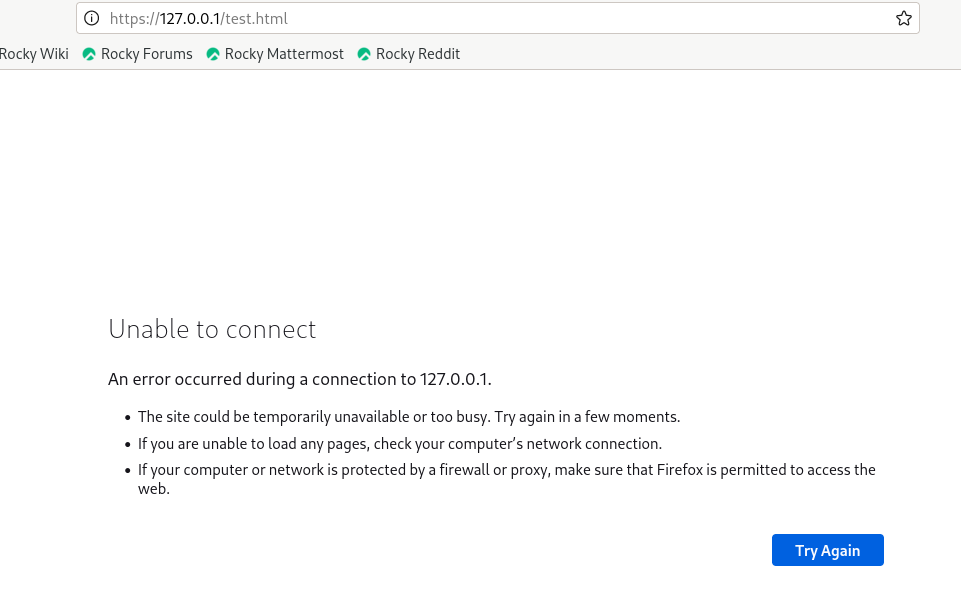 https://127.0.0.1/test.html
Rocky Wiki Rocky Forums Rocky Mattermost Rocky Reddit
Unable to connect
An error occurred during a connection to 127.0.0.1.
The site could be temporarily unavailable or too busy. Try again in a few moments.
If you are unable to load any pages, check your computer’s network connection.
If your computer or network is protected by a firewall or proxy, make sure that Firefox is permitted to access the
web.
Try Again